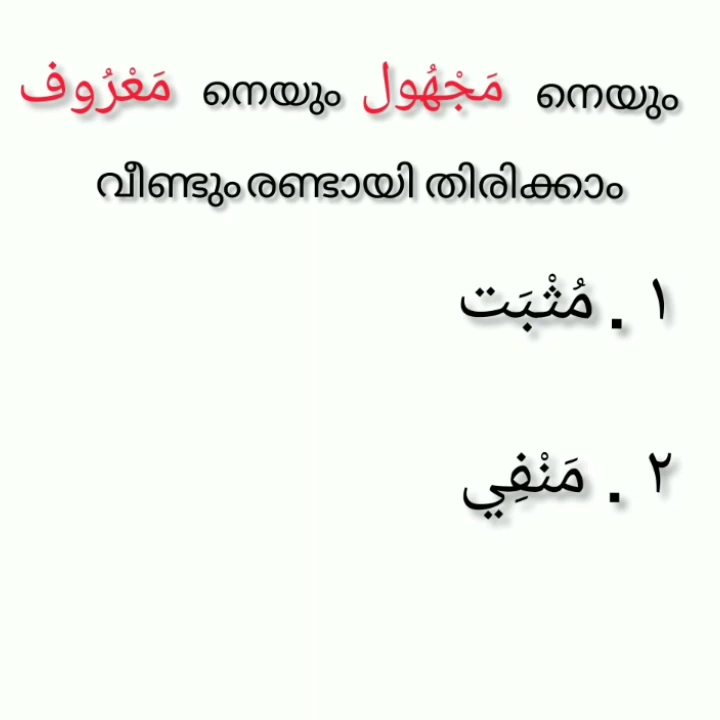 مَعْرُوف നെയും مَجْهُول നെയും
വീണ്ടും രണ്ടായി തിരിക്കാം
١ . مُثْبَت
٢ . مَنْفِي